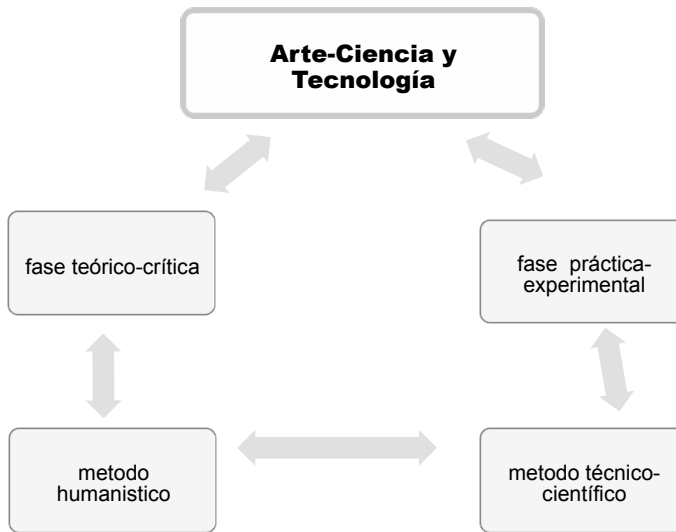 Arte-Ciencia y
Tecnología
fase teórico-crítica
fase práctica-
experimental
metodo
humanistico
metodo técnico-
científico